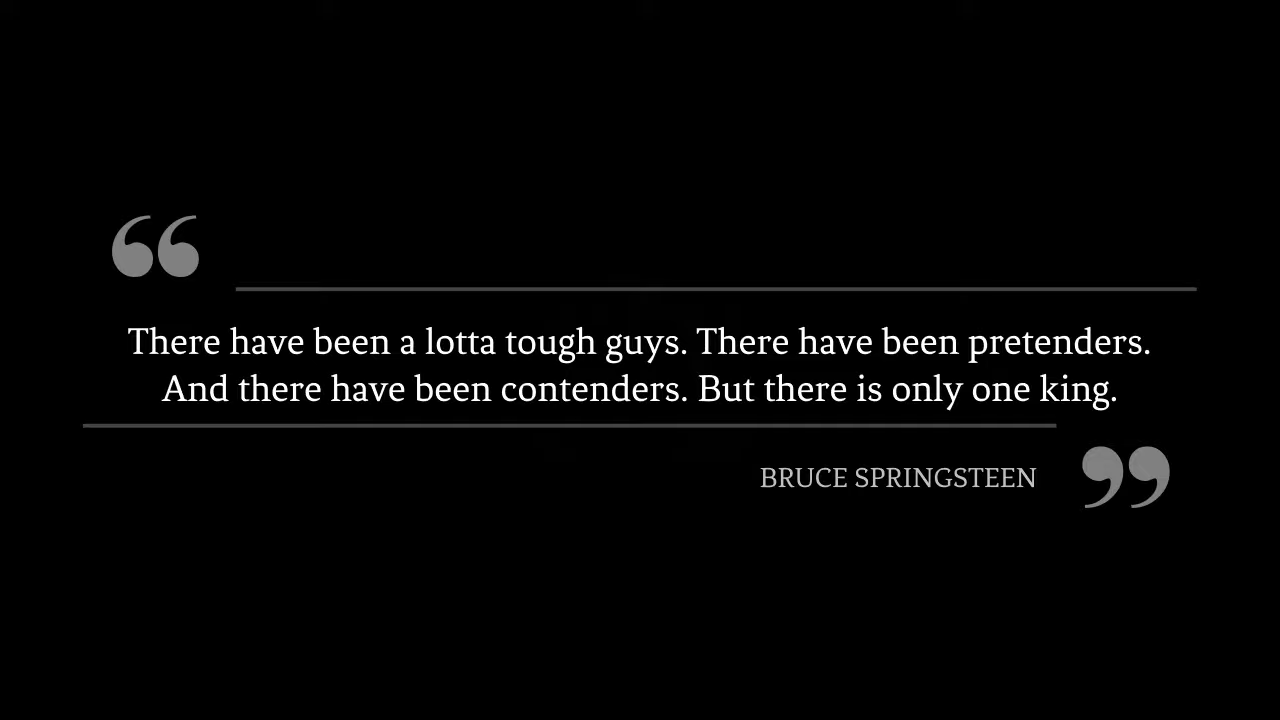 “
There have been a lotta tough guys. There have been pretenders.
And there have been contenders. But there is only one king.
BRUCE SPRINGSTEEN
”